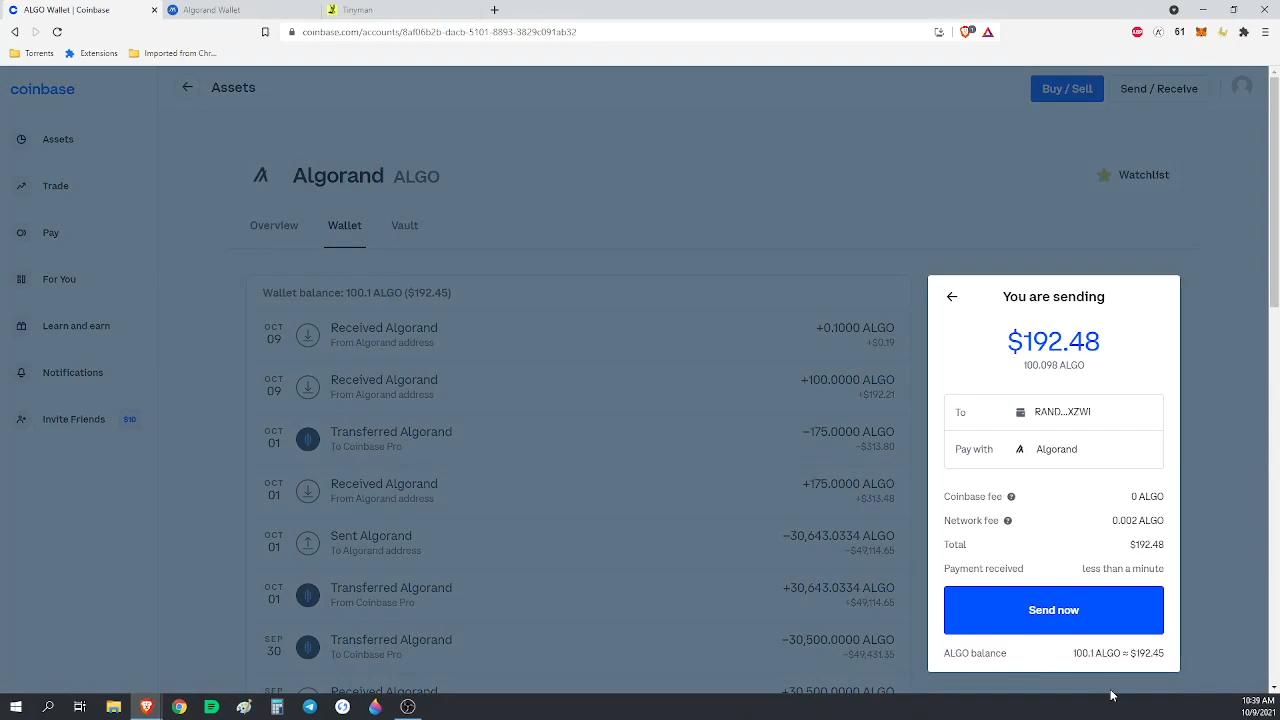 ALGO Wallet
Algorand Wallet
Tinyman
coinbase.com/accounts/8af06b2b-dacb-5101-8893-3829c091ab32
61
Torrents
Extensions
Imported from Chr...
coinbase
Assets
Buy / Sell
Send / Receive
Assets
Trade
Pay
For You
Learn and earn
Notifications
Invite Friends
$10
Algorand ALGO
Watchlist
Overview
Wallet
Vault
Wallet balance: 100.1 ALGO ($192.45)
OCT
09
Received Algorand
From Algorand address
+0.1000 ALGO
+$0.19
OCT
09
Received Algorand
From Algorand address
+100.0000 ALGO
+$192.21
OCT
01
Transferred Algorand
To Coinbase Pro
−175.0000 ALGO
−$313.80
OCT
01
Received Algorand
From Algorand address
+175.0000 ALGO
+$313.48
OCT
01
Sent Algorand
To Algorand address
−30,643.0334 ALGO
−$49,114.65
OCT
01
Transferred Algorand
From Coinbase Pro
+30,643.0334 ALGO
+$49,114.65
SEP
30
Transferred Algorand
To Coinbase Pro
−30,500.0000 ALGO
−$49,431.35
SEP
Received Algorand
+30,500.0000 ALGO
You are sending
$192.48
100.098 ALGO
To
RAND...XZWI
Pay with
Algorand
Coinbase fee
0 ALGO
Network fee
0.002 ALGO
Total
$192.48
Payment received
less than a minute
Send now
ALGO balance
100.1 ALGO ≈ $192.45
10:39 AM
10/9/2021